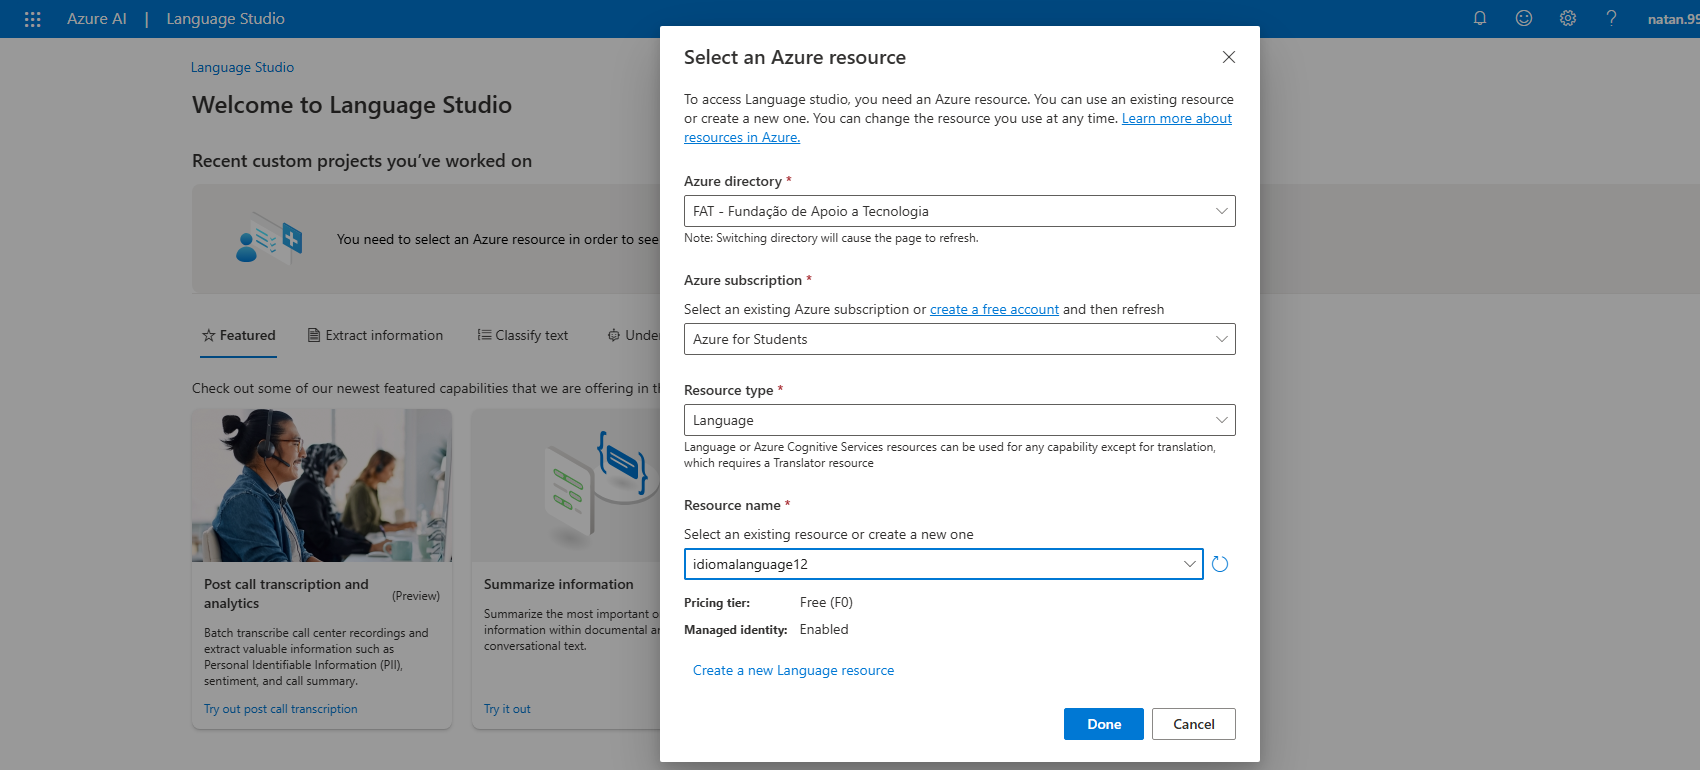 Azure AI | Language Studio
natan.99
Language Studio
Welcome to Language Studio
Recent custom projects you've worked on
You need to select an Azure resource in order to see
Featured
Extract information
Classify text
Unde
Check out some of our newest featured capabilities that we are offering in th
Post call transcription and
analytics
(Preview)
Batch transcribe call center recordings and
extract valuable information such as
Personal Identifiable Information (PII),
sentiment, and call summary.
Try out post call transcription
Summarize information
Summarize the most important o
information within documental a
conversational text.
Try it out
Select an Azure resource
To access Language studio, you need an Azure resource. You can use an existing resource
or create a new one. You can change the resource you use at any time. Learn more about
resources in Azure.
Azure directory *
FAT - Fundação de Apoio a Tecnologia
Note: Switching directory will cause the page to refresh.
Azure subscription *
Select an existing Azure subscription or create a free account and then refresh
Azure for Students
Resource type *
Language
Language or Azure Cognitive Services resources can be used for any capability except for translation,
which requires a Translator resource
Resource name *
Select an existing resource or create a new one
idiomalanguage12
Pricing tier: Free (F0)
Managed identity: Enabled
Create a new Language resource
Done
Cancel